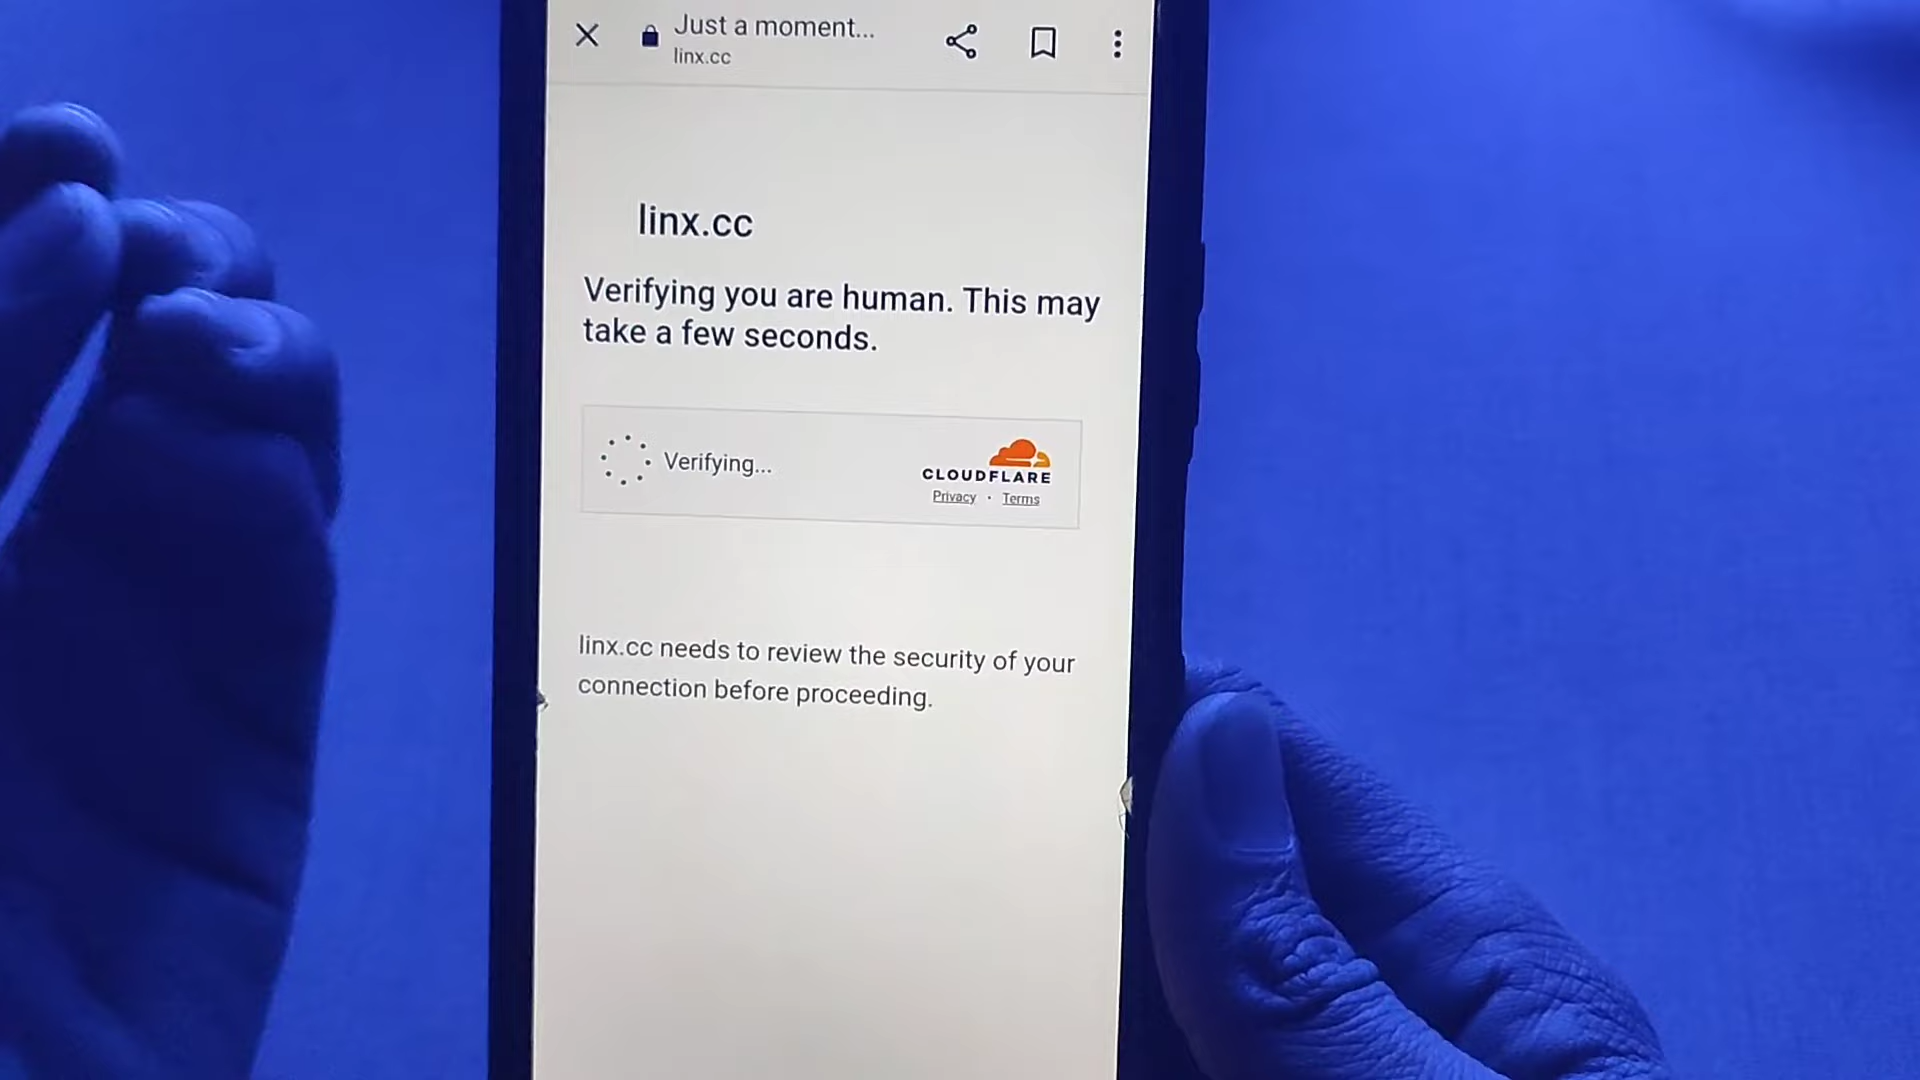 Just a moment...
linx.cc
linx.cc
Verifying you are human. This may
take a few seconds.
Verifying...
CLOUDFLARE
Privacy · Terms
linx.cc needs to review the security of your
connection before proceeding.